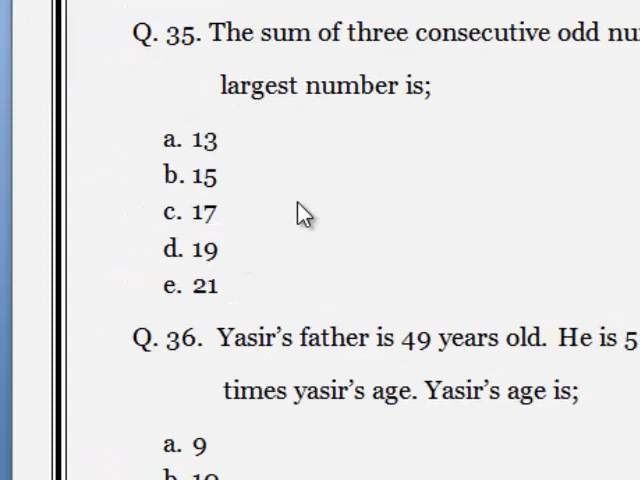 Q. 35. The sum of three consecutive odd
largest number is;
a. 13
b. 15
c. 17
d. 19
e. 21
Q. 36. Yasir’s father is 49 years old. He is 5
times yasir’s age. Yasir’s age is;
a. 9
b. 10